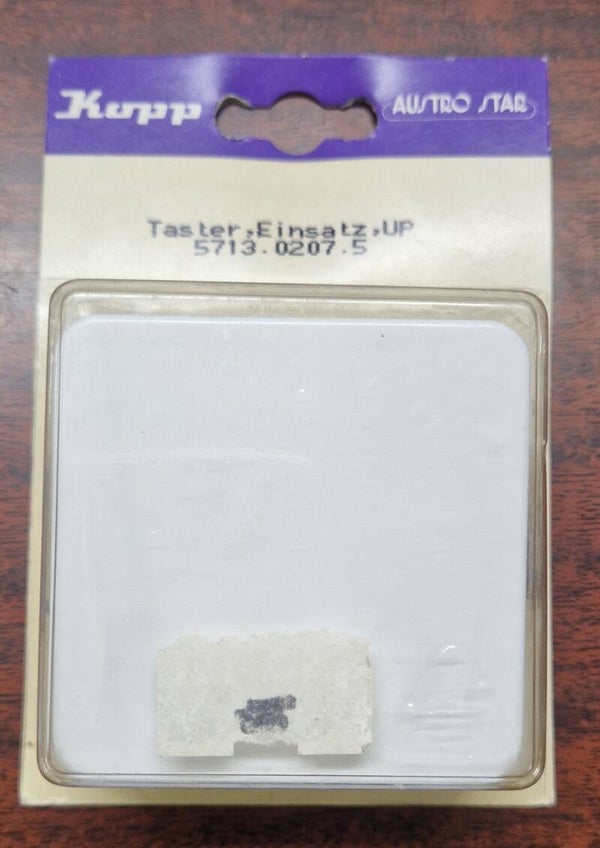 Kopp
AUSTRO STAR
Taster,Einsatz,UP
5713.0207.5